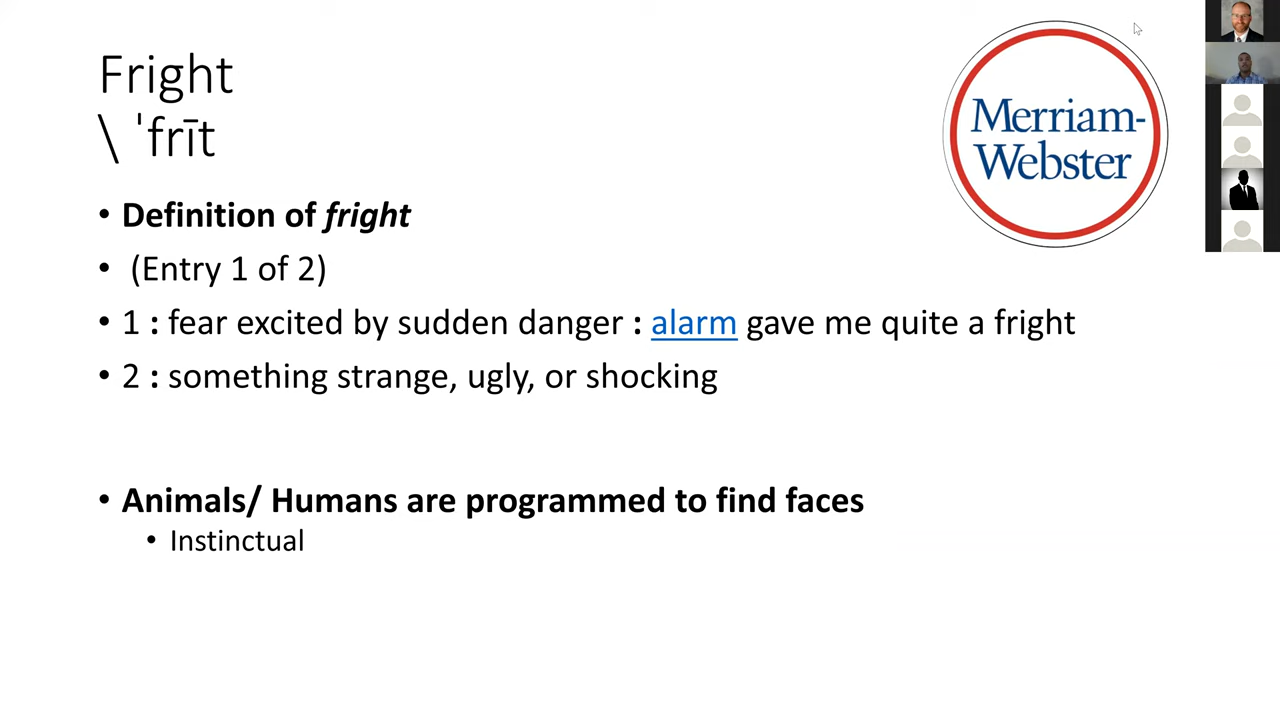 Fright
\ ˈfrīt
Merriam-
Webster
• Definition of fright
• (Entry 1 of 2)
• 1 : fear excited by sudden danger : alarm gave me quite a fright
• 2 : something strange, ugly, or shocking
• Animals/ Humans are programmed to find faces
• Instinctual